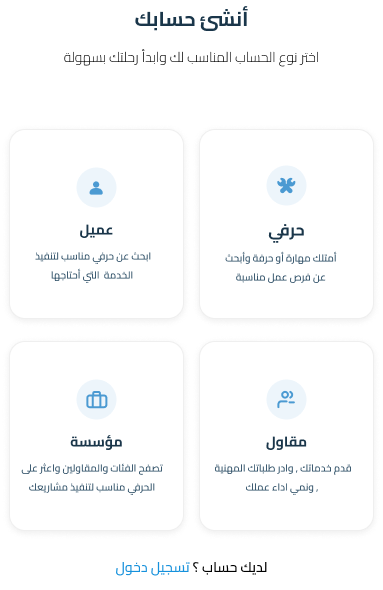 أنشئ حسابك
اختر نوع الحساب المناسب لك وابدأ رحلتك بسهولة
حرفي
أمتلك مهارة أو حرفة وأبحث
عن فرص عمل مناسبة
عميل
ابحث عن حرفي مناسب لتنفيذ
الخدمة التي أحتاجها
مقاول
قدم خدماتك , وادر طلباتك المهنية
, ونمي اداء عملك
مؤسسة
تصفح الفئات والمقاولين واعثر على
الحرفي مناسب لتنفيذ مشاريعك
لديك حساب ؟ تسجيل دخول